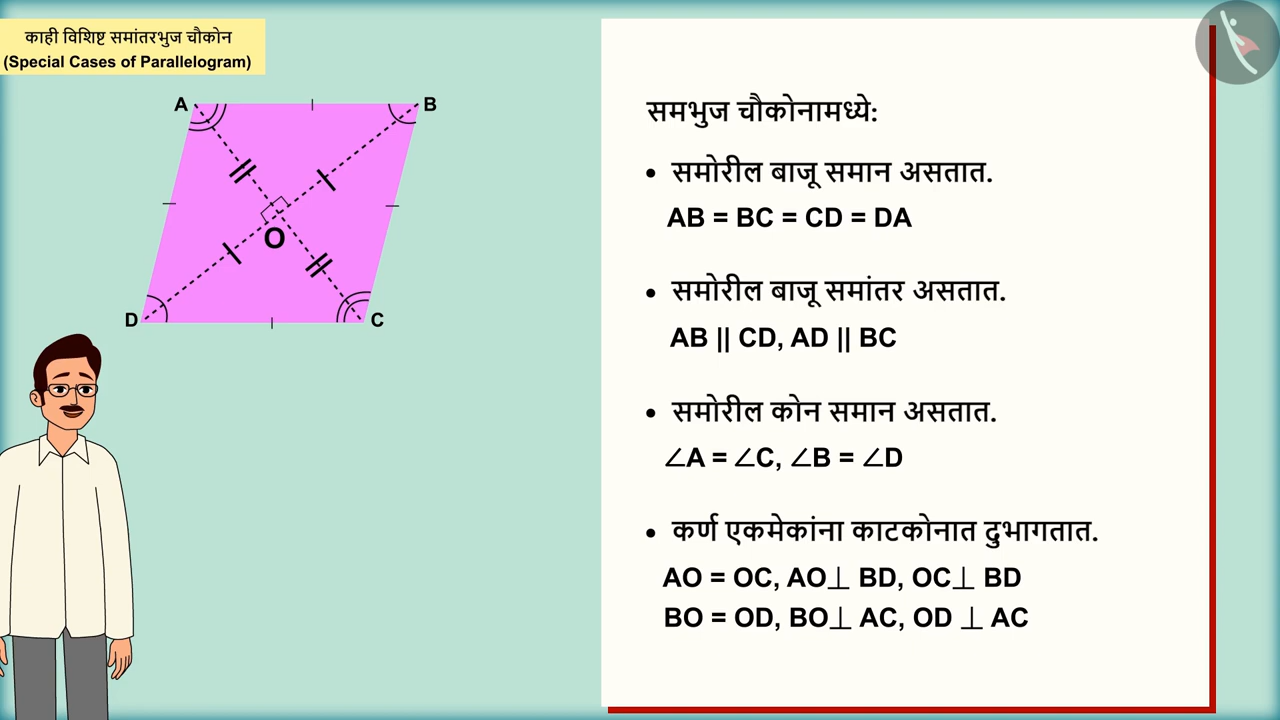 काही विशिष्ट समांतरभुज चौकोन
(Special Cases of Parallelogram)
A
B
O
D
C
समभुज चौकोनामध्ये:
• समोरील बाजू समान असतात.
AB = BC = CD = DA
• समोरील बाजू समांतर असतात.
AB || CD, AD || BC
• समोरील कोन समान असतात.
∠A = ∠C, ∠B = ∠D
• कर्ण एकमेकांना काटकोनात दुभागतात.
AO = OC, AO⊥ BD, OC⊥ BD
BO = OD, BO⊥ AC, OD ⊥ AC